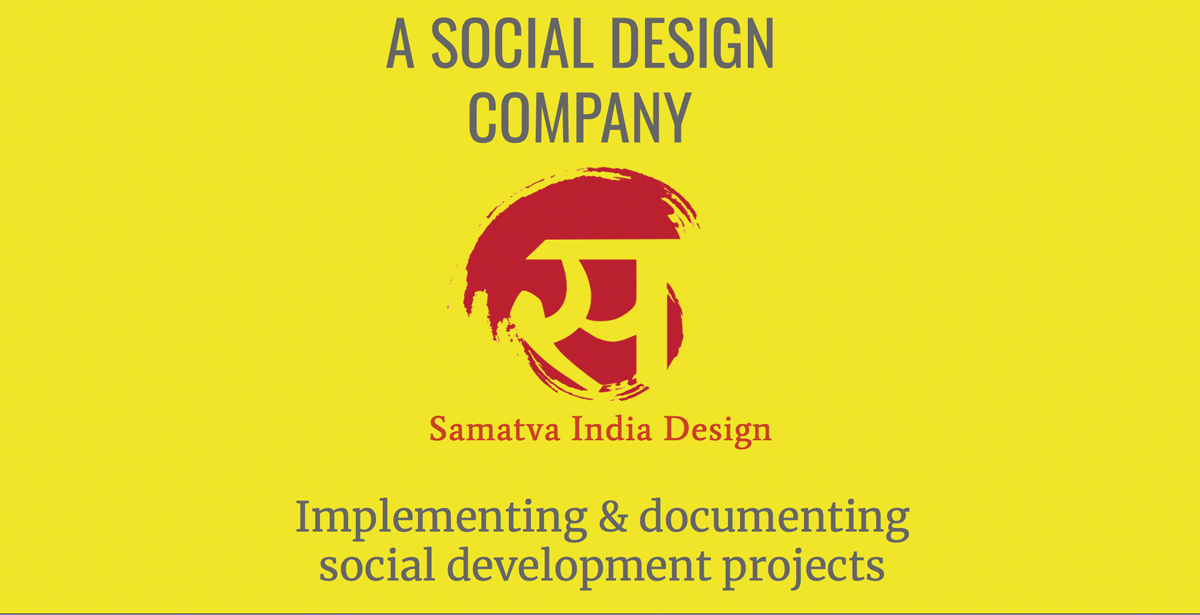 A SOCIAL DESIGN
COMPANY
स
Samatva India Design
Implementing & documenting
social development projects